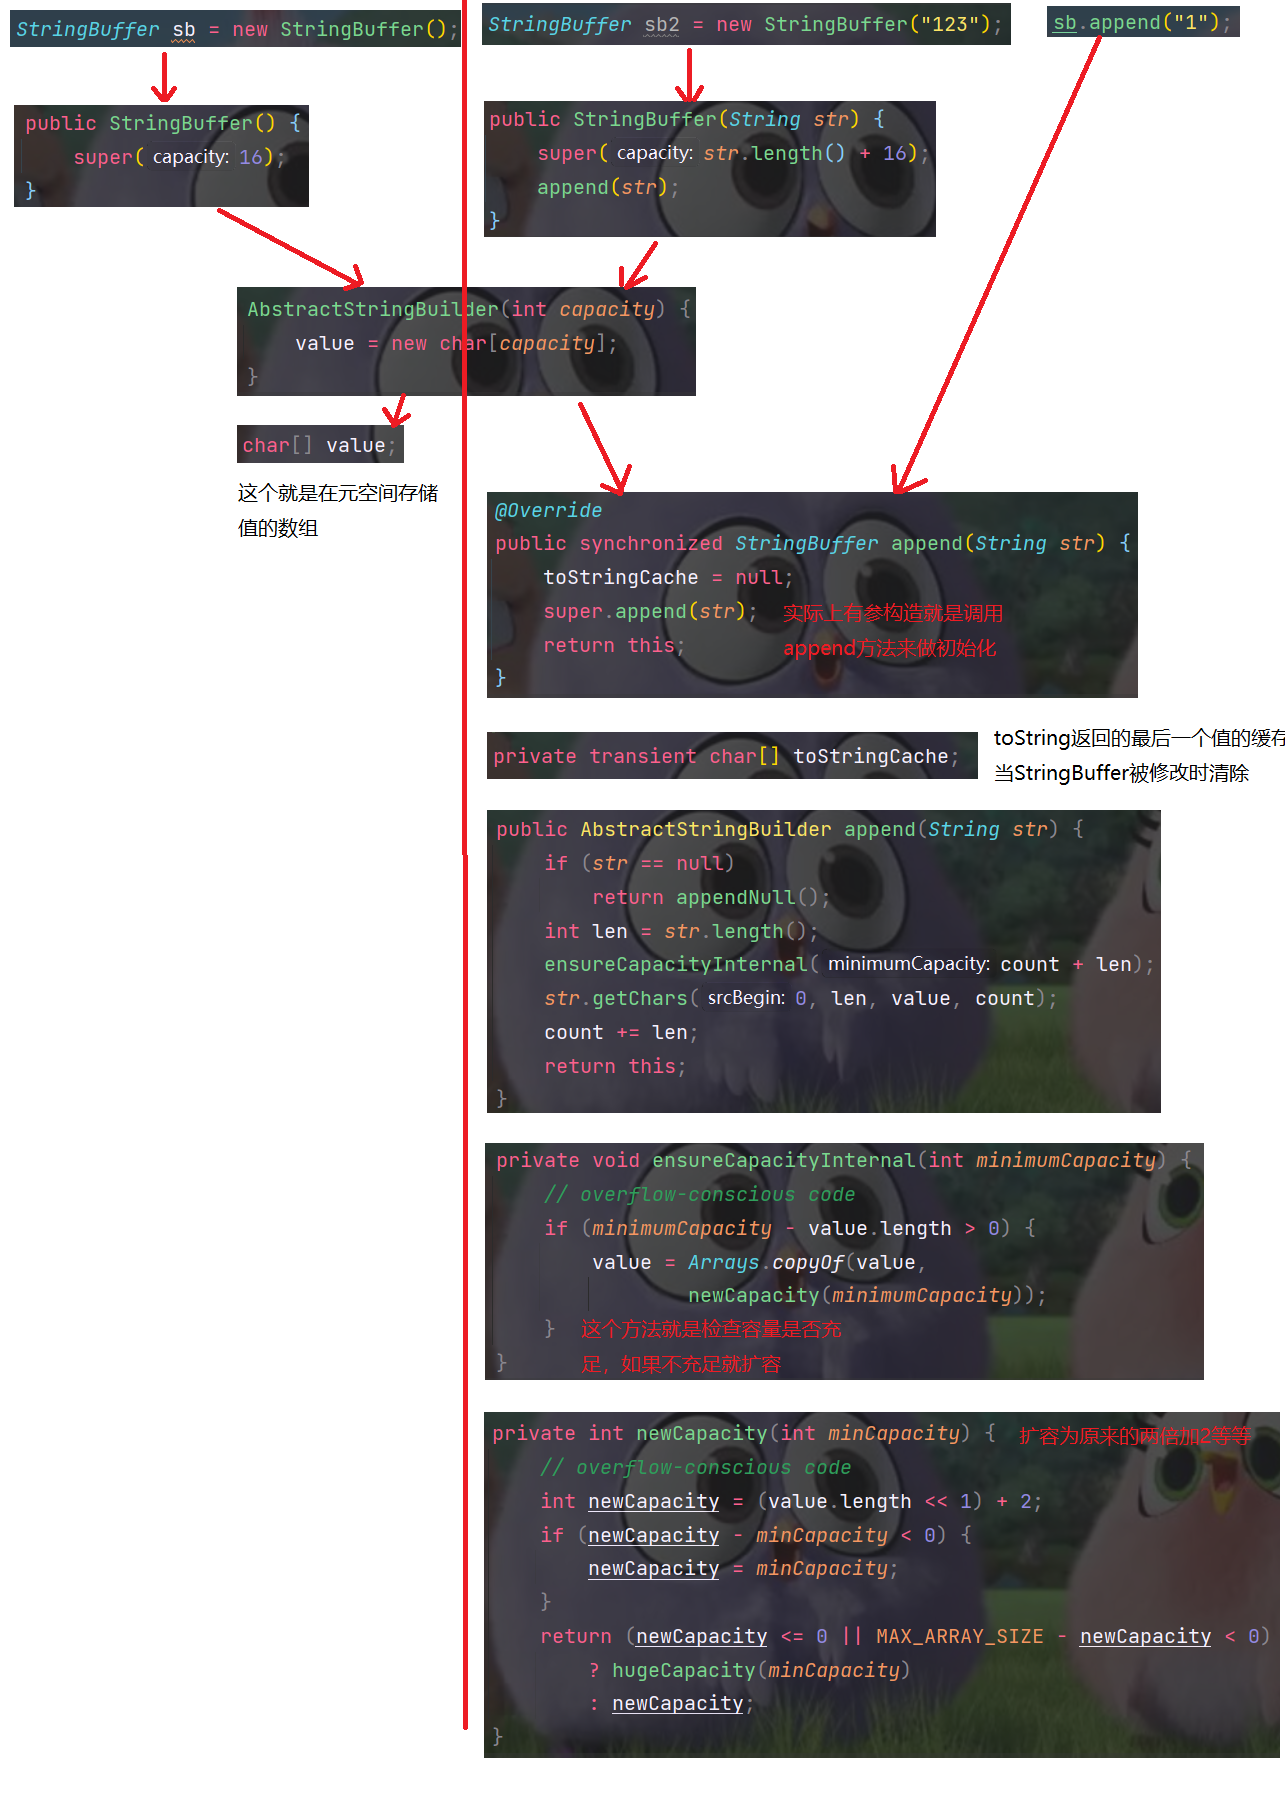 StringBuffer sb = new StringBuffer();
StringBuffer sb2 = new StringBuffer("123");
sb.append("1");
public StringBuffer() {
super( capacity: 16);
}
public StringBuffer(String str) {
super( capacity: str.length() + 16);
append(str);
}
AbstractStringBuilder(int capacity) {
value = new char[capacity];
}
char[] value;
这个就是在元空间存储
值的数组
@Override
public synchronized StringBuffer append(String str) {
toStringCache = null;
super.append(str); 实际上有参构造就是调用
return this; append方法来做初始化
}
private transient char[] toStringCache;
toString返回的最后一个值的缓存
当StringBuffer被修改时清除
public AbstractStringBuilder append(String str) {
if (str == null)
return appendNull();
int len = str.length();
ensureCapacityInternal( minimumCapacity: count + len);
str.getChars( srcBegin: 0, len, value, count);
count += len;
return this;
}
private void ensureCapacityInternal(int minimumCapacity) {
// overflow-conscious code
if (minimumCapacity - value.length > 0) {
value = Arrays.copyOf(value,
newCapacity(minimumCapacity));
} 这个方法就是检查容量是否充
} 足，如果不充足就扩容
private int newCapacity(int minCapacity) { 扩容为原来的两倍加2等等
// overflow-conscious code
int newCapacity = (value.length << 1) + 2;
if (newCapacity - minCapacity < 0) {
newCapacity = minCapacity;
}
return (newCapacity <= 0 || MAX_ARRAY_SIZE - newCapacity < 0)
? hugeCapacity(minCapacity)
: newCapacity;
}